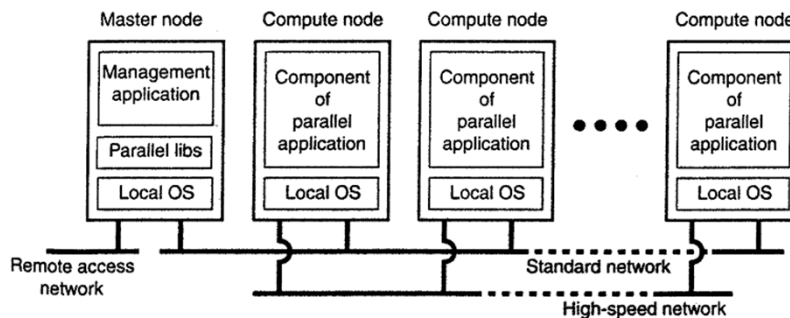 Master node
Compute node
Compute node
Compute node
Management
application
Parallel libs
Local OS
Component
of
parallel
application
Local OS
Component
of
parallel
application
Local OS
Component
of
parallel
application
Local OS
Remote access
network
Standard network
High-speed network